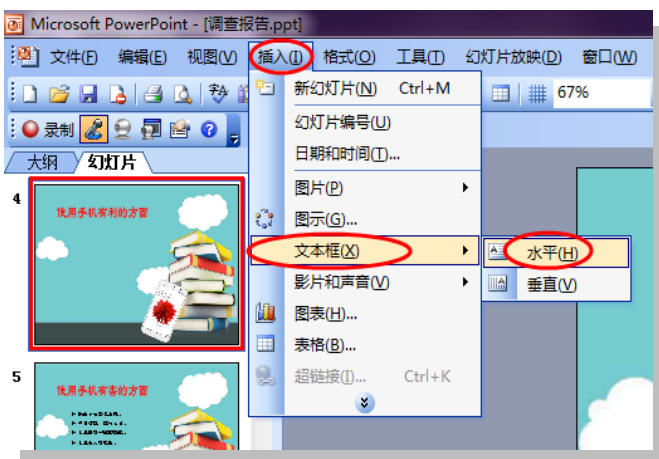 Microsoft PowerPoint - [调查报告.ppt]
文件(F) 编辑(E) 视图(V) 插入(I) 格式(O) 工具(T) 幻灯片放映(D) 窗口(W)
新幻灯片(N) Ctrl+M
67%
幻灯片编号(U)
录制
日期和时间(T)...
大纲 幻灯片
图片(P)
4
使用手机有利的方面
图示(G)...
文本框(X)
水平(H)
影片和声音(V)
垂直(V)
图表(H)...
表格(B)...
5
超链接(I)... Ctrl+K
使用手机有害的方面